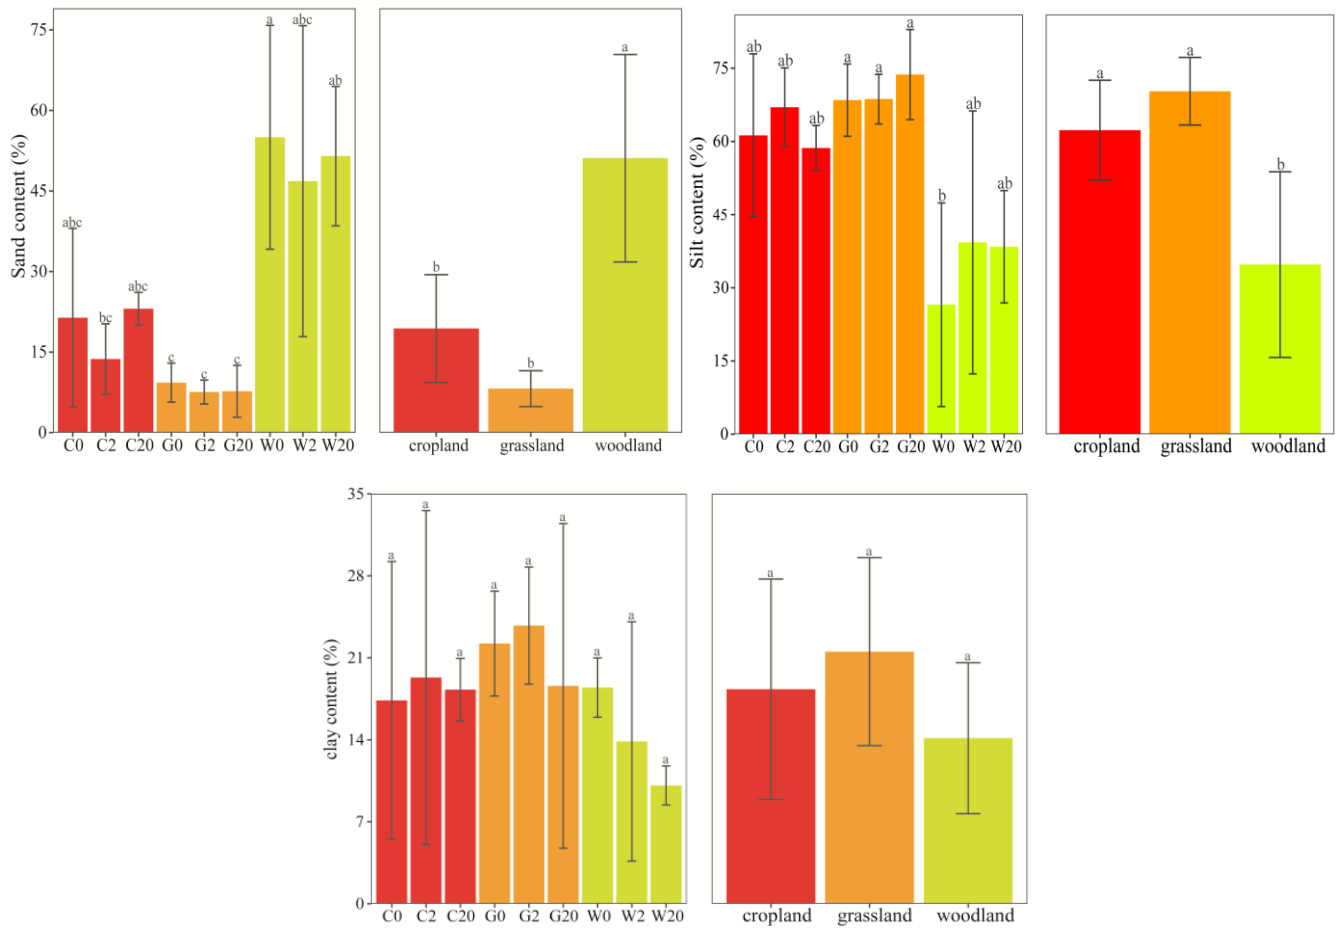 Sand content (%)
75
60
45
30
15
0
abc
bc
abc
c
c
c
a
abc
ab
C0 C2 C20 G0 G2 G20 W0 W2 W20
b
b
a
cropland grassland woodland
Silt content (%)
75
60
45
30
15
0
ab
ab
ab
a
a
a
b
ab
ab
C0 C2 C20 G0 G2 G20 W0 W2 W20
a
a
b
cropland grassland woodland
clay content (%)
35
28
21
14
7
0
a
a
a
a
a
a
a
a
a
C0 C2 C20 G0 G2 G20 W0 W2 W20
a
a
a
cropland grassland woodland